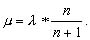 μ = λ * n / (n + 1).